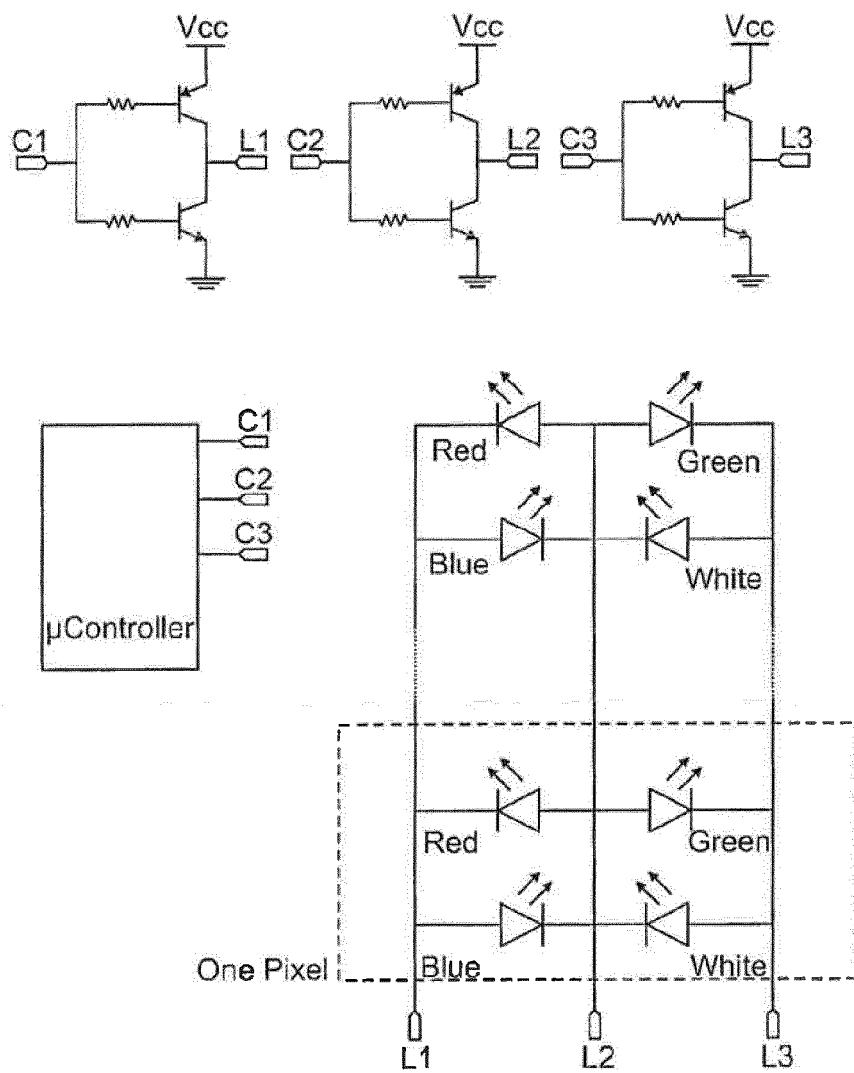 Vcc Vcc Vcc
C1 L1 C2 L2 C3 L3
C1
C2
C3
µController
Red Green
Blue White
Red Green
One Pixel Blue White
L1 L2 L3